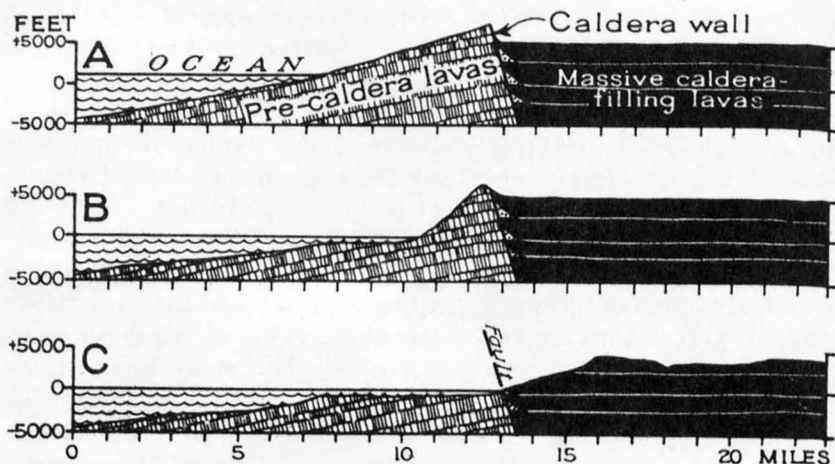 FEET
+5000
0
-5000
A
OCEAN
Pre-caldera lavas
Caldera wall
Massive caldera-
filling lavas
+5000
0
-5000
B
+5000
0
-5000
C
Fault
0 5 10 15 20 MILES